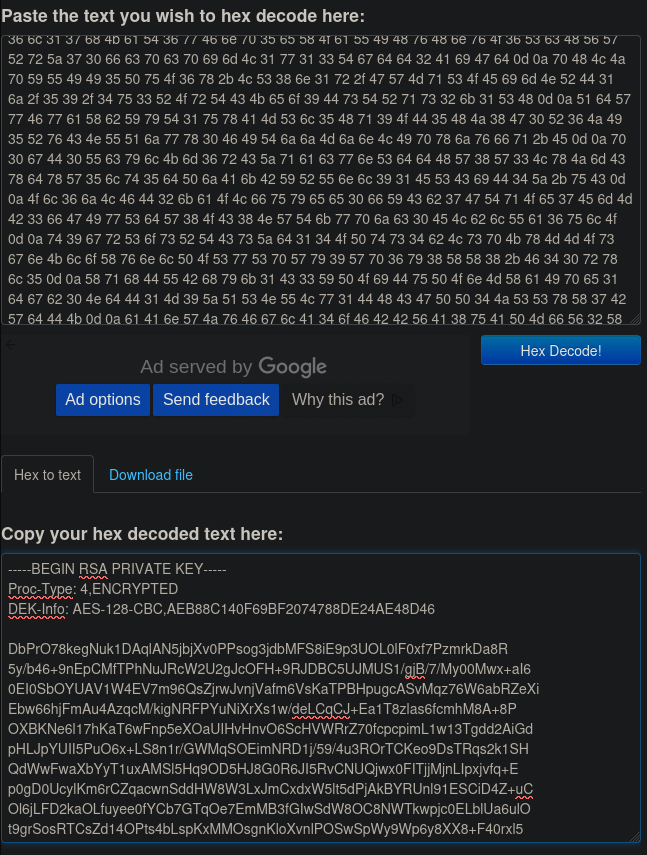 Paste the text you wish to hex decode here:
36 6c 31 37 68 4b 61 54 36 77 46 6e 70 35 65 58 4f 61 55 49 48 76 48 6e 76 4f 36 53 63 48 56 57
52 72 5a 37 30 66 63 70 63 70 69 6d 4c 31 77 31 33 54 67 64 64 32 41 69 47 64 0d 0a 70 48 4c 4a
70 59 55 49 49 35 50 75 4f 36 78 2b 4c 53 38 6e 31 72 2f 47 57 4d 71 53 4f 45 69 6d 4e 52 44 31
6a 2f 35 39 2f 34 75 33 52 4f 72 54 43 4b 65 6f 39 44 73 54 52 71 73 32 6b 31 53 48 0d 0a 51 64 57
77 46 77 61 58 62 59 79 54 31 75 78 41 4d 53 6c 35 48 71 39 4f 44 35 48 4a 38 47 30 52 36 4a 49
35 52 76 43 4e 55 51 6a 77 78 30 46 49 54 6a 6a 4d 6a 6e 4c 49 70 78 6a 76 66 71 2b 45 0d 0a 70
30 67 44 30 55 63 79 6c 4b 6d 36 72 43 5a 71 61 63 77 6e 53 64 64 48 57 38 57 33 4c 78 4a 6d 43
78 64 78 57 35 6c 74 35 64 50 6a 41 6b 42 59 52 55 6e 6c 39 31 45 53 43 69 44 34 5a 2b 75 43 0d
0a 4f 6c 36 6a 4c 46 44 32 6b 61 4f 4c 66 75 79 65 65 30 66 59 43 62 37 47 54 71 4f 65 37 45 6d 4d
42 33 66 47 49 77 53 64 57 38 4f 43 38 4e 57 54 6b 77 70 6a 63 30 45 4c 62 6c 55 61 36 75 6c 4f
0d 0a 74 39 67 72 53 6f 73 52 54 43 73 5a 64 31 34 4f 50 74 73 34 62 4c 73 70 4b 78 4d 4d 4f 73
67 6e 4b 6c 6f 58 76 6e 6c 50 4f 53 77 53 70 57 79 39 57 70 36 79 38 58 58 38 2b 46 34 30 72 78
6c 35 0d 0a 58 71 68 44 55 42 68 79 6b 31 43 33 59 50 4f 69 44 75 50 4f 6e 4d 58 61 49 70 65 31
64 67 62 30 4e 64 44 31 4d 39 5a 51 53 4e 55 4c 77 31 44 48 43 47 50 50 34 4a 53 53 78 58 37 42
57 64 44 4b 0d 0a 61 41 6e 57 4a 76 46 67 6c 41 34 6f 46 42 42 56 41 38 75 41 50 4d 66 56 32 58
Ad served by Google
Ad options Send feedback Why this ad?
Hex Decode!
Hex to text Download file
Copy your hex decoded text here:
-----BEGIN RSA PRIVATE KEY-----
Proc-Type: 4,ENCRYPTED
DEK-Info: AES-128-CBC,AEB88C140F69BF2074788DE24AE48D46
DbPrO78kegNuk1DAqlAN5jbjXv0PPsog3jdbMFS8iE9p3UOL0lF0xf7PzmrkDa8R
5y/b46+9nEpCMfTPhNuJRcW2U2gJcOFH+9RJDBC5UJMUS1/gjB/7/My00Mwx+aI6
0EI0SbOYUAV1W4EV7m96QsZjrwJvnjVafm6VsKaTPBHpugcASvMqz76W6abRZeXi
Ebw66hjFmAu4AzqcM/kigNRFPYuNiXrXs1w/deLCqCJ+Ea1T8zlas6fcmhM8A+8P
OXBKNe6l17hKaT6wFnp5eXOaUIHvHnvO6ScHVWRrZ70fcpcpimL1w13Tgdd2AiGd
pHLJpYUII5PuO6x+LS8n1r/GWMqSOEimNRD1j/59/4u3ROrTCKeo9DsTRqs2k1SH
QdWwFwaXbYyT1uxAMSl5Hq9OD5HJ8G0R6JI5RvCNUQjwx0FITjjMjnLIpxjvfq+E
p0gD0UcylKm6rCZqacwnSddHW8W3LxJmCxdxW5lt5dPjAkBYRUnl91ESCiD4Z+uC
Ol6jLFD2kaOLfuyee0fYCb7GTqOe7EmMB3fGIwSdW8OC8NWTkwpjc0ELblUa6ulO
t9grSosRTCsZd14OPts4bLspKxMMOsgnKloXvnlPOSwSpWy9Wp6y8XX8+F40rxl5